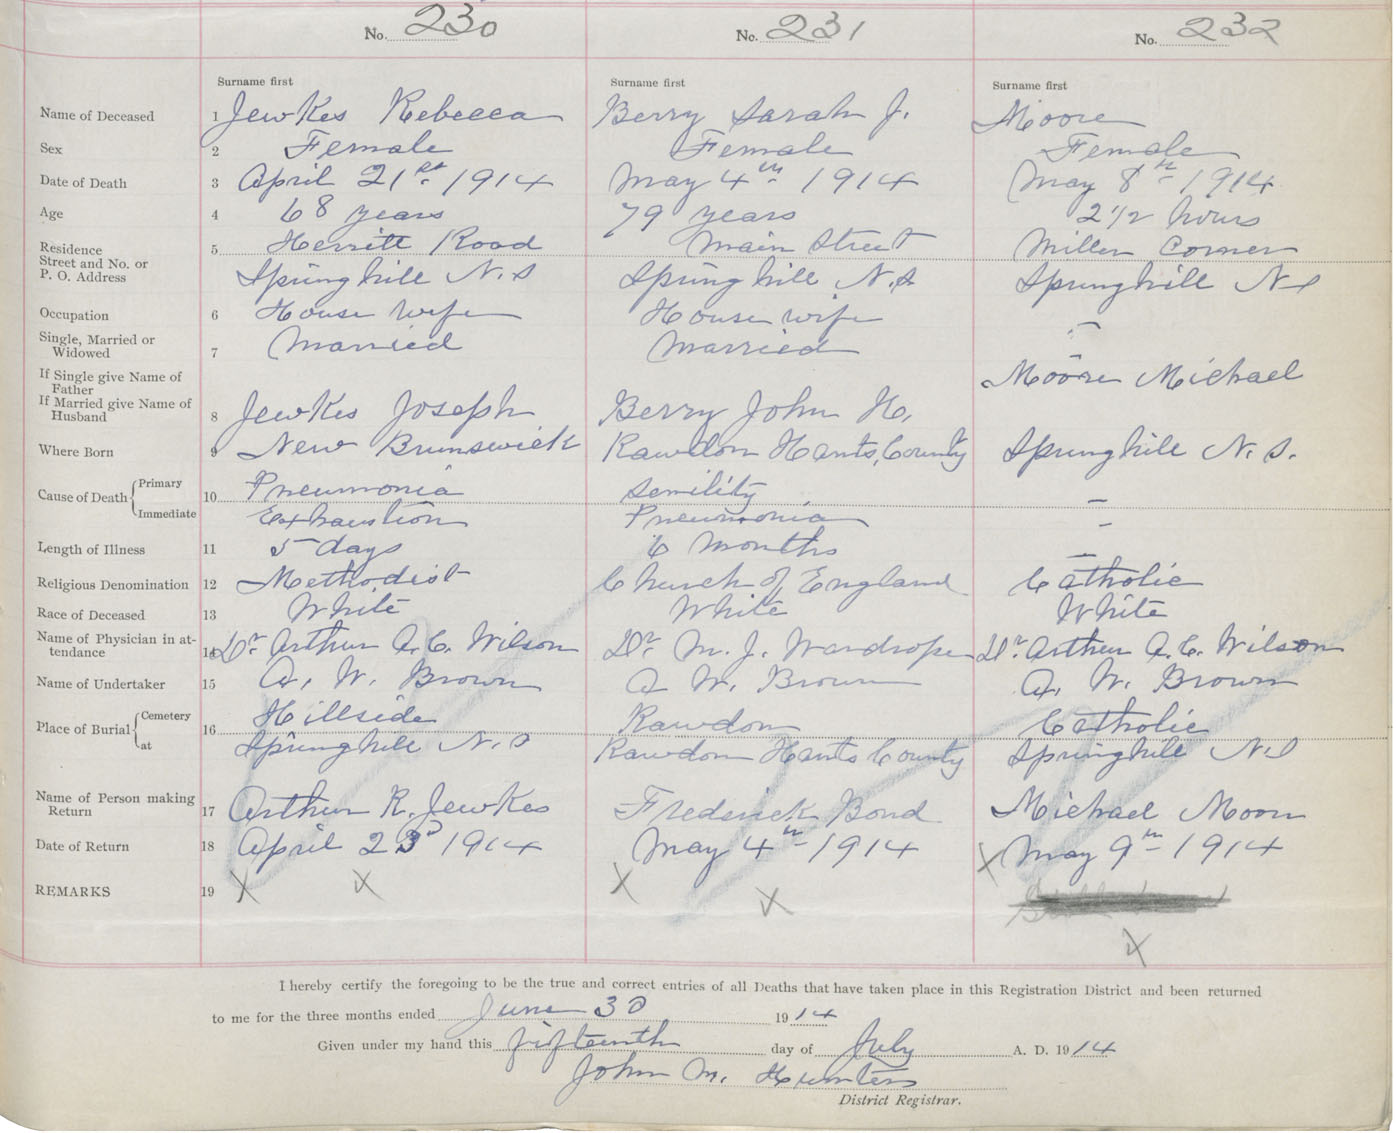 No. 230 No. 231 No. 232
Surname first Surname first Surname first
Name of Deceased 1 Jewkes Rebecca Berry Sarah J. Moore
Sex 2 Female Female Female
Date of Death 3 April 21st 1914 May 4th 1914 May 8th 1914
Age 4 68 years 79 years 2 1/2 hours
Residence 5 Herritt Road Main Street Miller Corner
Street and No. or
P. O. Address Springhill N.S Springhill N.S. Springhill N S
Occupation 6 House wife House wife -
Single, Married or
Widowed 7 Married Married -
If Single give Name of
Father Moore Michael
If Married give Name of
Husband 8 Jewkes Joseph Berry John H.
Where Born 9 New Brunswick Rawdon Hants County Springhill N. S.
Cause of Death Primary 10 Pneumonia Senility -
Immediate Exhaustion Pneumonia -
Length of Illness 11 5 days 6 months -
Religious Denomination 12 Methodist Church of England Catholic
Race of Deceased 13 White White White
Name of Physician in at-
tendance 14 Dr. Arthur A. C. Wilson Dr. M. J. Wardrope Dr. Arthur A. C. Wilson
Name of Undertaker 15 A. W. Brown A W. Brown A. W. Brown
Place of Burial Cemetery 16 Hillside Rawdon Catholic
at Springhill N. S Rawdon Hants County Springhill N.S
Name of Person making
Return 17 Arthur R. Jewkes Frederick Bond Michael Moore
Date of Return 18 April 23d 1914 May 4th 1914 May 9th 1914
REMARKS 19 X X X X X
X
I hereby certify the foregoing to be the true and correct entries of all Deaths that have taken place in this Registration District and been returned
to me for the three months ended June 30 1914
Given under my hand this fifteenth day of July A. D. 1914
John M. Hunter
District Registrar.